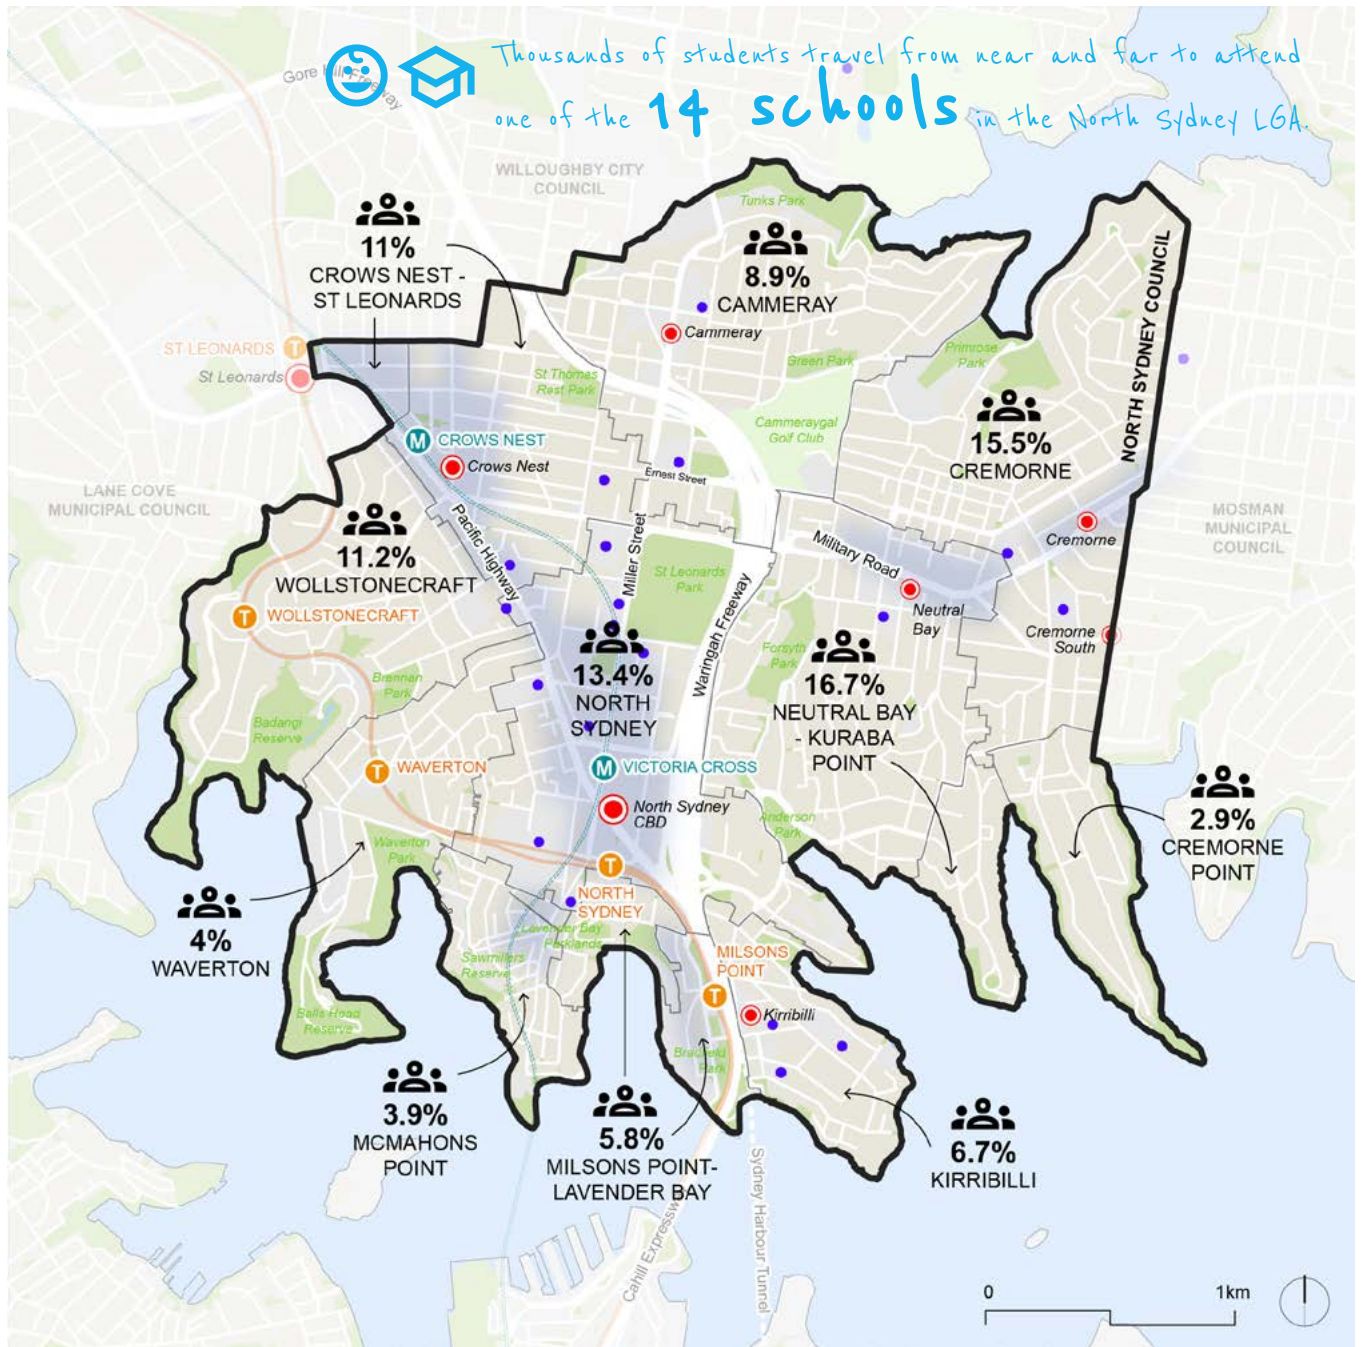 Thousands of students travel from near and far to attend
one of the 14 schools in the North Sydney LGA.
Gore Hill Freeway
WILLOUGHBY CITY
COUNCIL
Tunks Park
11%
CROWS NEST -
ST LEONARDS
8.9%
CAMMERAY
Cammeray
NORTH SYDNEY COUNCIL
ST LEONARDS
T
St Leonards
St Thomas
Rest Park
Green Park
Primrose
Park
Cammeraygal
Golf Club
15.5%
CREMORNE
M
CROWS NEST
Crows Nest
Ernest Street
LANE COVE
MUNICIPAL COUNCIL
MOSMAN
MUNICIPAL
COUNCIL
Pacific Highway
Miller Street
Military Road
Cremorne
11.2%
WOLLSTONECRAFT
T
WOLLSTONECRAFT
St Leonards
Park
Waringah Freeway
Neutral
Bay
Cremorne
South
Forsyth
Park
13.4%
NORTH
SYDNEY
16.7%
NEUTRAL BAY
- KURABA
POINT
Brennan
Park
Badangi
Reserve
T
WAVERTON
M
VICTORIA CROSS
North Sydney
CBD
Anderson
Park
2.9%
CREMORNE
POINT
Waverton
Park
T
NORTH
SYDNEY
4%
WAVERTON
Lavender Bay
Parklands
Sawmillers
Reserve
MILSONS
POINT
T
Kirribilli
Balls Head
Reserve
Bradfield
Park
3.9%
MCMAHONS
POINT
5.8%
MILSONS POINT-
LAVENDER BAY
6.7%
KIRRIBILLI
Cahill Expressway
Sydney Harbour Tunnel
0
1km